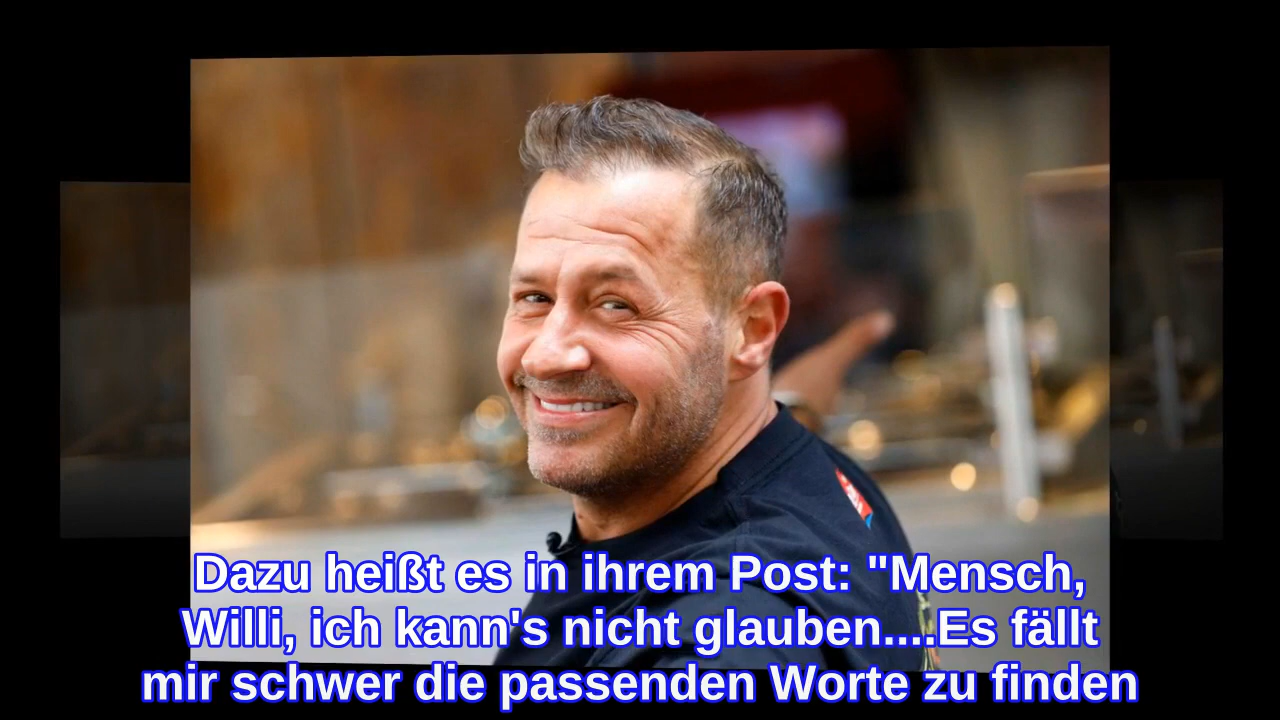 Dazu heißt es in ihrem Post: "Mensch,
Willi, ich kann's nicht glauben....Es fällt
mir schwer die passenden Worte zu finden